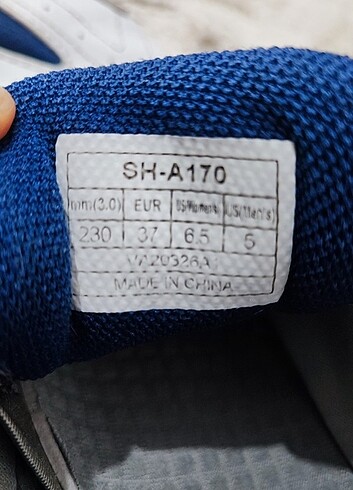 SH-A170
mm(3.0) EUR US(Women's) US(Men's)
230 37 6.5 5
MADE IN CHINA